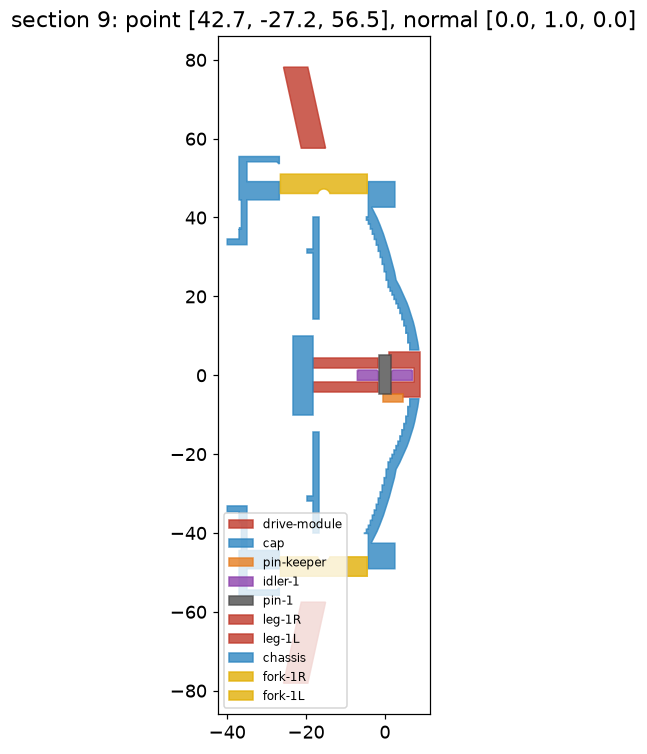 section 9: point [42.7, -27.2, 56.5], normal [0.0, 1.0, 0.0]
80
60
40
20
0
−20
−40
−60
−80
drive-module
cap
pin-keeper
idler-1
pin-1
leg-1R
leg-1L
chassis
fork-1R
fork-1L
−40
−20
0